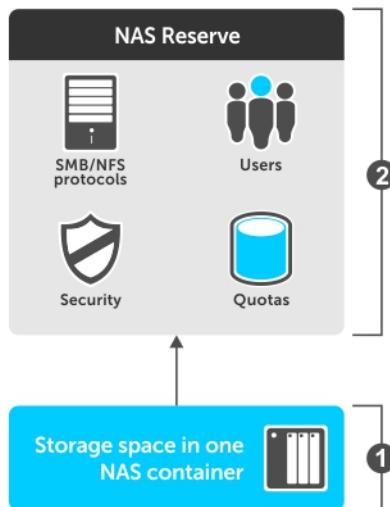 NAS Reserve
SMB/NFS
protocols
Users
Security
Quotas
2
Storage space in one
NAS container
1